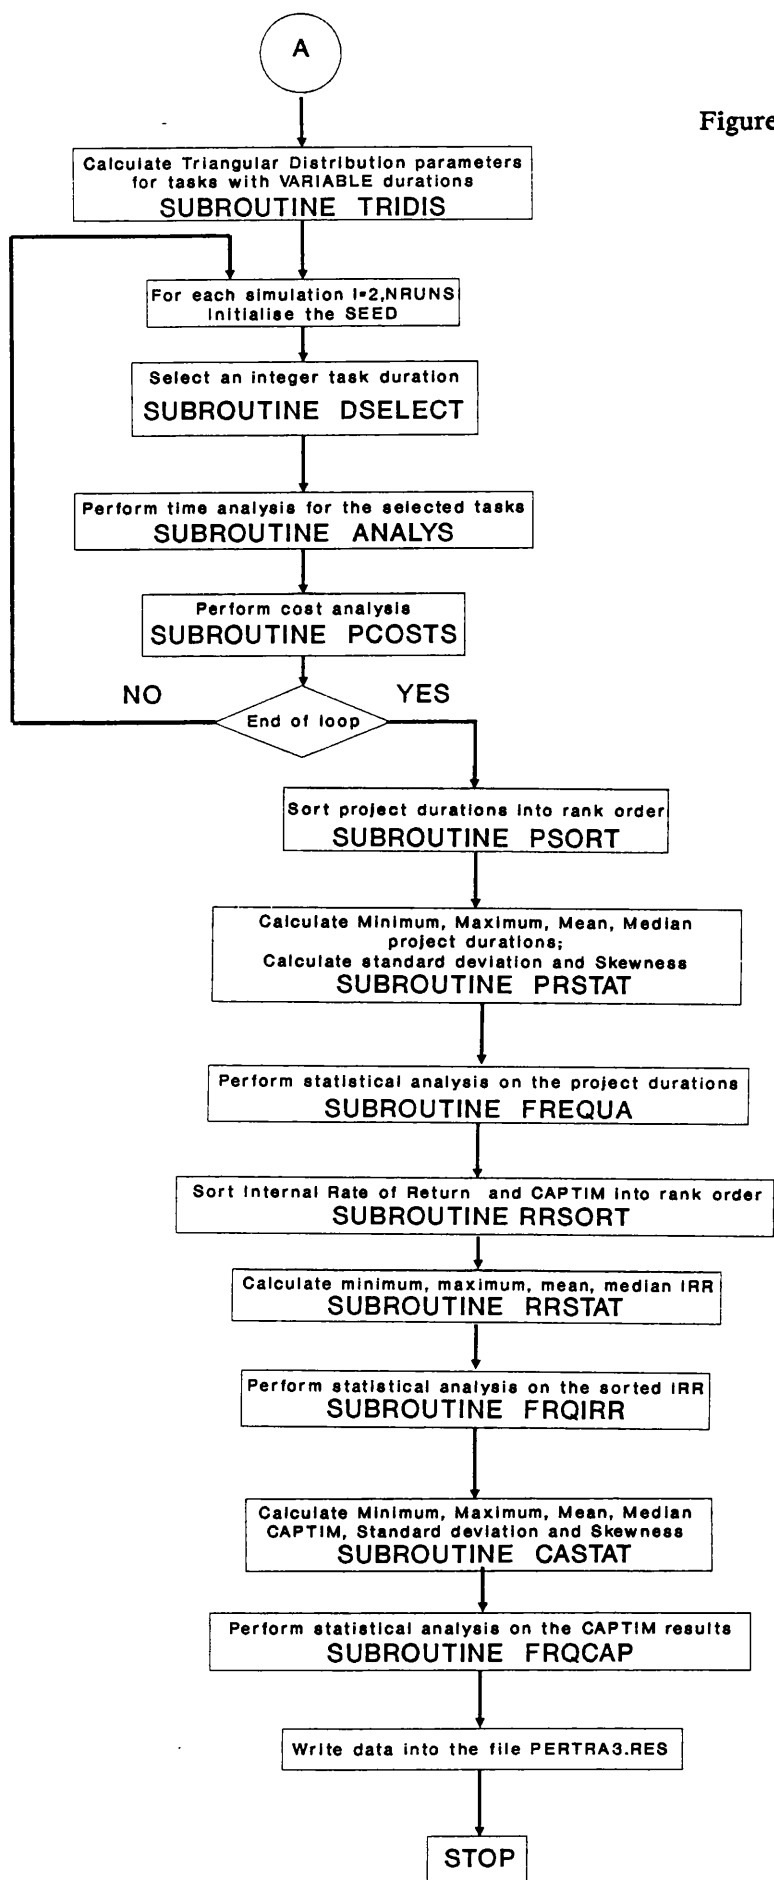 A
Figure
Calculate Triangular Distribution parameters
for tasks with VARIABLE durations
SUBROUTINE TRIDIS
For each simulation I=2,NRUNS
Initialise the SEED
Select an integer task duration
SUBROUTINE DSELECT
Perform time analysis for the selected tasks
SUBROUTINE ANALYS
Perform cost analysis
SUBROUTINE PCOSTS
NO
YES
End of loop
Sort project durations into rank order
SUBROUTINE PSORT
Calculate Minimum, Maximum, Mean, Median
project durations;
Calculate standard deviation and Skewness
SUBROUTINE PRSTAT
Perform statistical analysis on the project durations
SUBROUTINE FREQUA
Sort Internal Rate of Return and CAPTIM into rank order
SUBROUTINE RRSORT
Calculate minimum, maximum, mean, median IRR
SUBROUTINE RRSTAT
Perform statistical analysis on the sorted IRR
SUBROUTINE FRQIRR
Calculate Minimum, Maximum, Mean, Median
CAPTIM, Standard deviation and Skewness
SUBROUTINE CASTAT
Perform statistical analysis on the CAPTIM results
SUBROUTINE FRQCAP
Write data into the file PERTRA3.RES
STOP